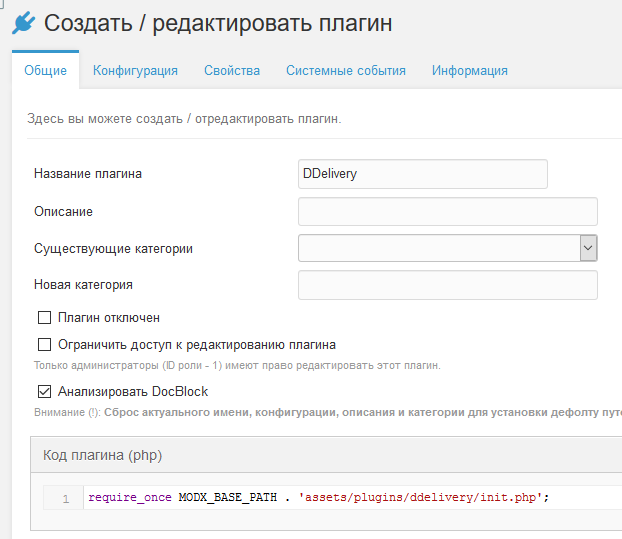 Создать / редактировать плагин
Общие Конфигурация Свойства Системные события Информация
Здесь вы можете создать / отредактировать плагин.
Название плагина DDelivery
Описание
Существующие категории
Новая категория
Плагин отключен
Ограничить доступ к редактированию плагина
Только администраторы (ID роли - 1) имеют право редактировать этот плагин.
Анализировать DocBlock
Внимание (!): Сброс актуального имени, конфигурации, описания и категории для установки дефолту путе
Код плагина (php)
1 require_once MODX_BASE_PATH . 'assets/plugins/ddelivery/init.php';